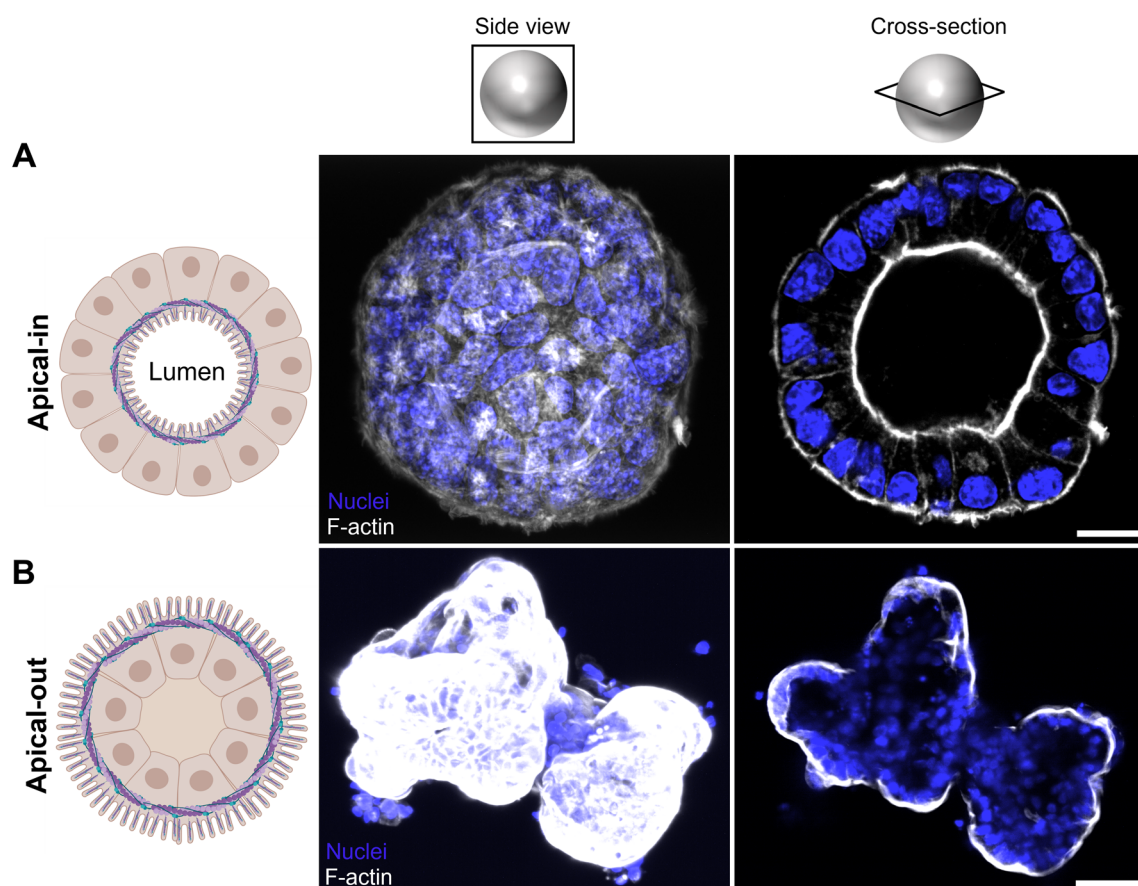 Side view
Cross-section
A
Apical-in
Lumen
Nuclei
F-actin
B
Apical-out
Nuclei
F-actin